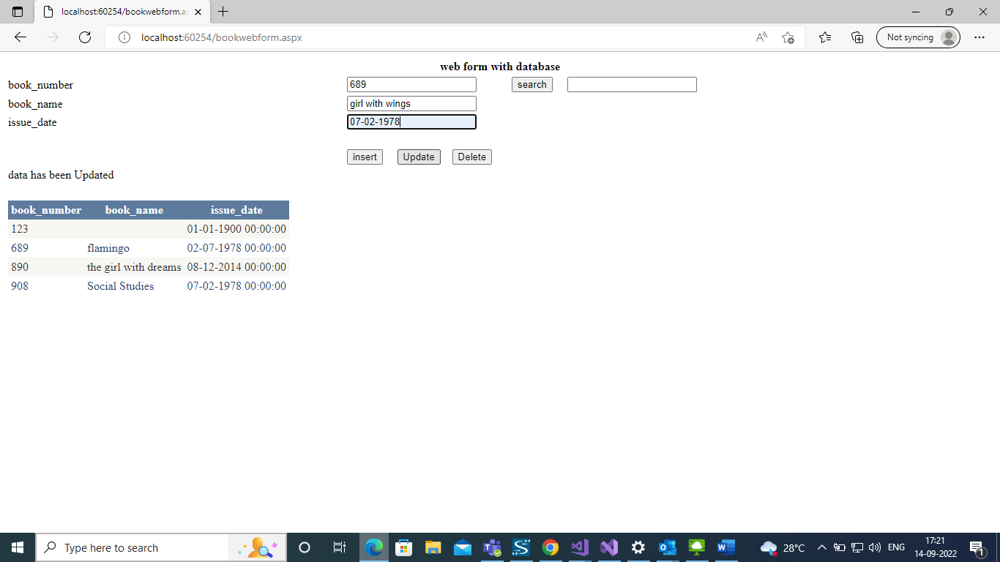 localhost:60254/bookwebform.as
localhost:60254/bookwebform.aspx
Not syncing
web form with database
book_number 689 search
book_name girl with wings
issue_date 07-02-1978
insert Update Delete
data has been Updated
book_number book_name issue_date
123 01-01-1900 00:00:00
689 flamingo 02-07-1978 00:00:00
890 the girl with dreams 08-12-2014 00:00:00
908 Social Studies 07-02-1978 00:00:00
Type here to search
28°C ENG 17:21
14-09-2022
1